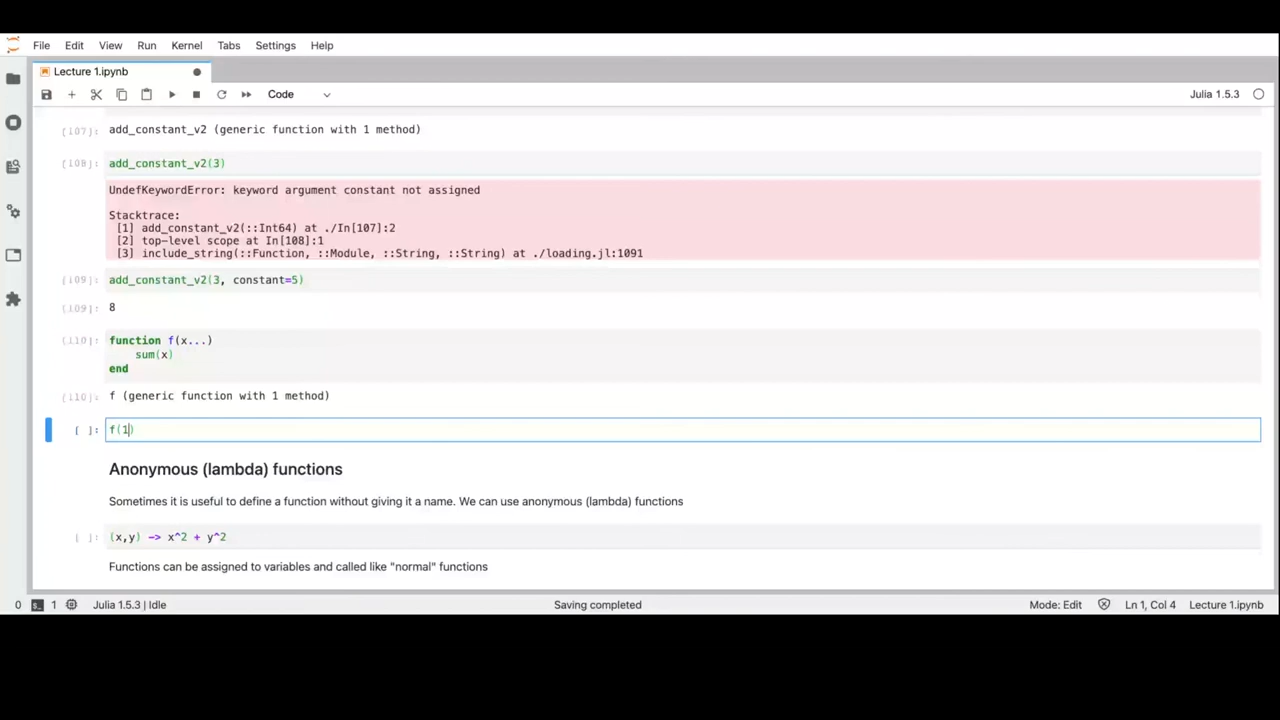 File Edit View Run Kernel Tabs Settings Help
Lecture 1.ipynb
Code
Julia 1.5.3
[107]: add_constant_v2 (generic function with 1 method)
[108]: add_constant_v2(3)
UndefKeywordError: keyword argument constant not assigned
Stacktrace:
[1] add_constant_v2(::Int64) at ./In[107]:2
[2] top-level scope at In[108]:1
[3] include_string(::Function, ::Module, ::String, ::String) at ./loading.jl:1091
[109]: add_constant_v2(3, constant=5)
[109]: 8
[110]: function f(x...)
sum(x)
end
[110]: f (generic function with 1 method)
[ ]: f(1)
Anonymous (lambda) functions
Sometimes it is useful to define a function without giving it a name. We can use anonymous (lambda) functions
[ ]: (x,y) -> x^2 + y^2
Functions can be assigned to variables and called like "normal" functions
0 1 Julia 1.5.3 | Idle Saving completed Mode: Edit Ln 1, Col 4 Lecture 1.ipynb